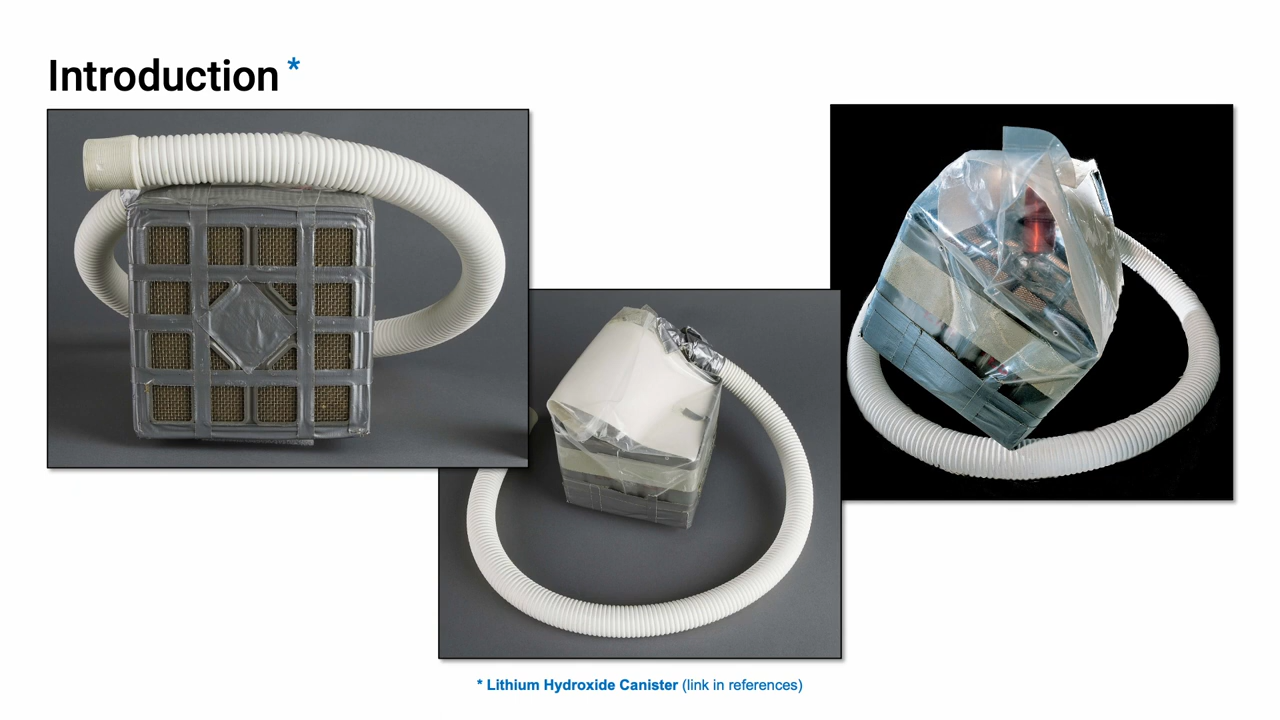 Introduction *
* Lithium Hydroxide Canister (link in references)